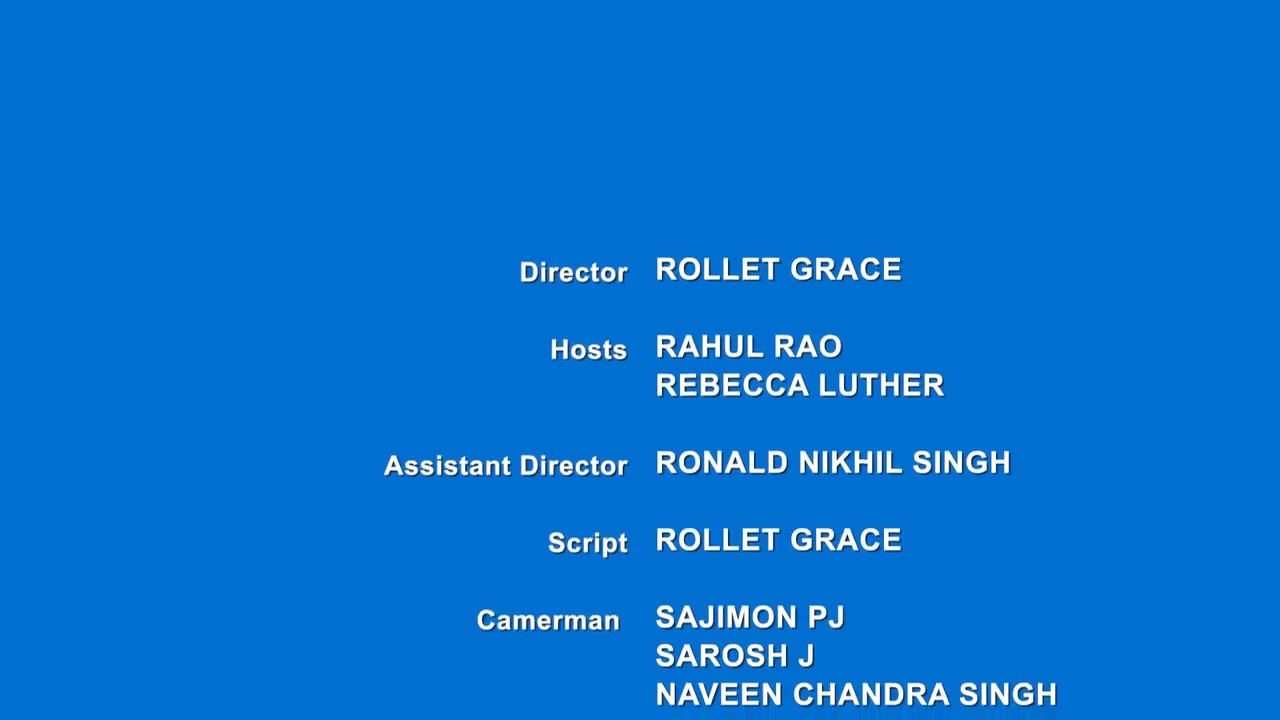 Director ROLLET GRACE
Hosts RAHUL RAO
REBECCA LUTHER
Assistant Director RONALD NIKHIL SINGH
Script ROLLET GRACE
Camerman SAJIMON PJ
SAROSH J
NAVEEN CHANDRA SINGH